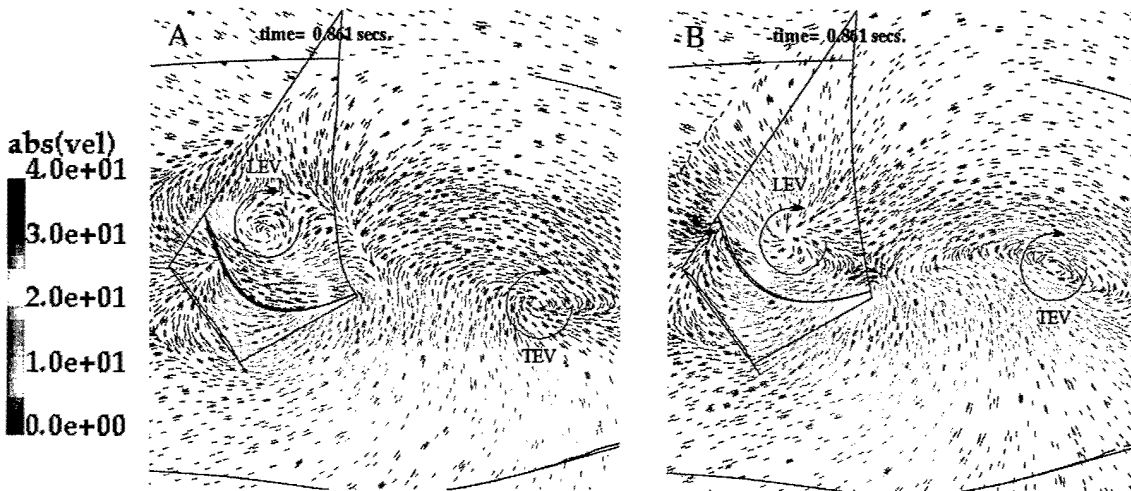 A
time= 0.861 secs.
LEV
TEV
B
time= 0.861 secs.
LEV
TEV
abs(vel)
4.0e+01
3.0e+01
2.0e+01
1.0e+01
0.0e+00